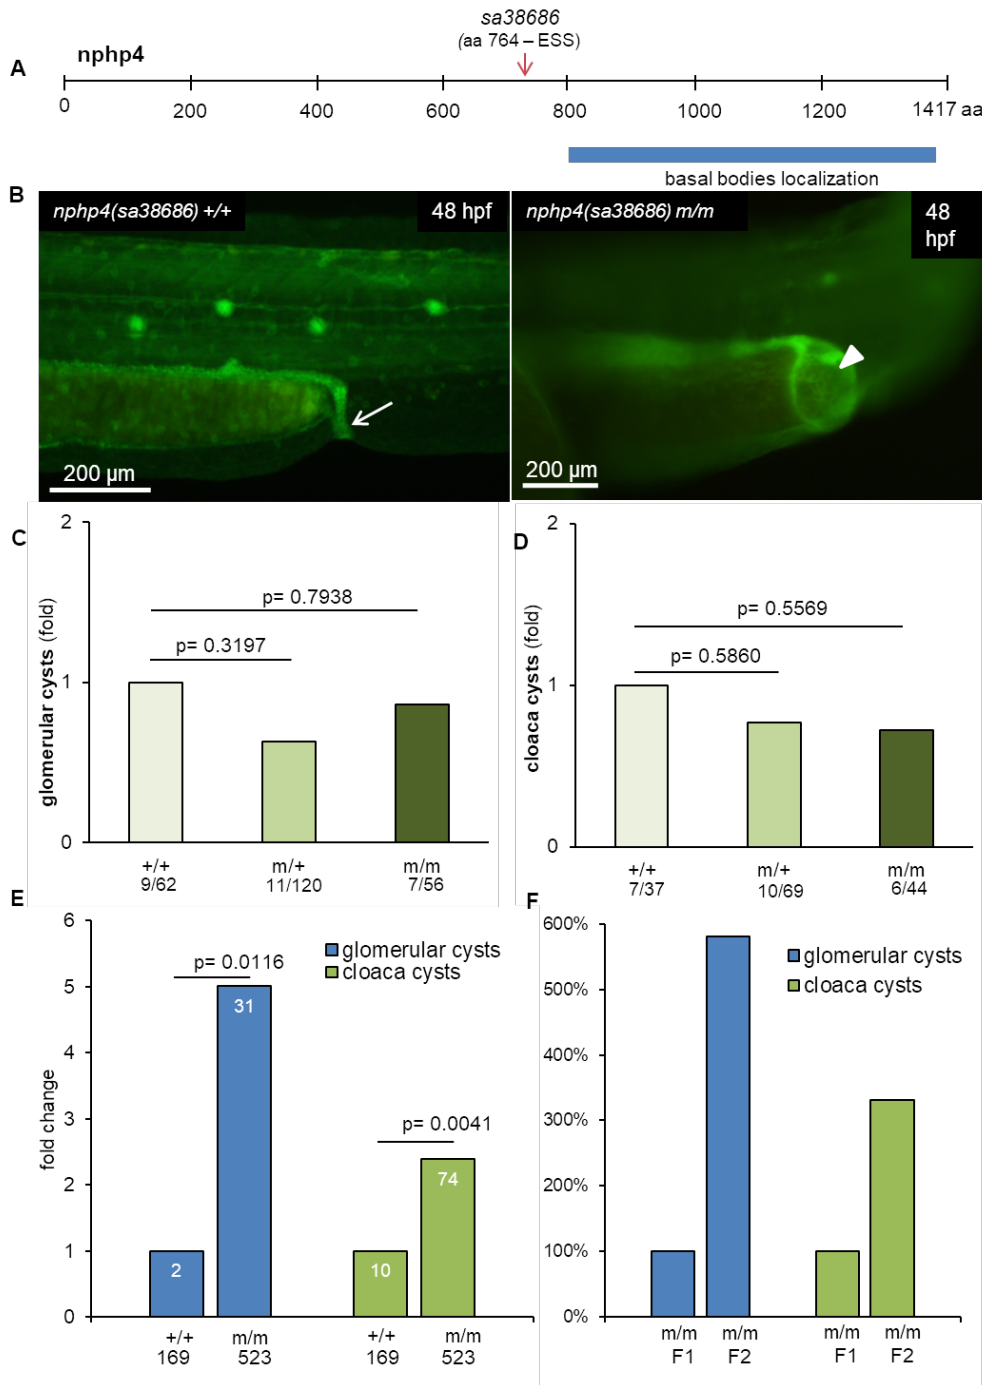 sa38686
(aa 764 – ESS)
nphp4
A
0
200
400
600
800
1000
1200
1417 aa
basal bodies localization
B
nphp4(sa38686) +/+
48 hpf
200 µm
nphp4(sa38686) m/m
48
hpf
200 µm
C
glomerular cysts (fold)
2
1
0
p= 0.7938
p= 0.3197
+/+
9/62
m/+
11/120
m/m
7/56
D
cloaca cysts (fold)
2
1
0
p= 0.5569
p= 0.5860
+/+
7/37
m/+
10/69
m/m
6/44
E
fold change
6
5
4
3
2
1
0
glomerular cysts
cloaca cysts
p= 0.0116
31
2
p= 0.0041
74
10
+/+
169
m/m
523
+/+
169
m/m
523
F
600%
500%
400%
300%
200%
100%
0%
glomerular cysts
cloaca cysts
m/m
F1
m/m
F2
m/m
F1
m/m
F2